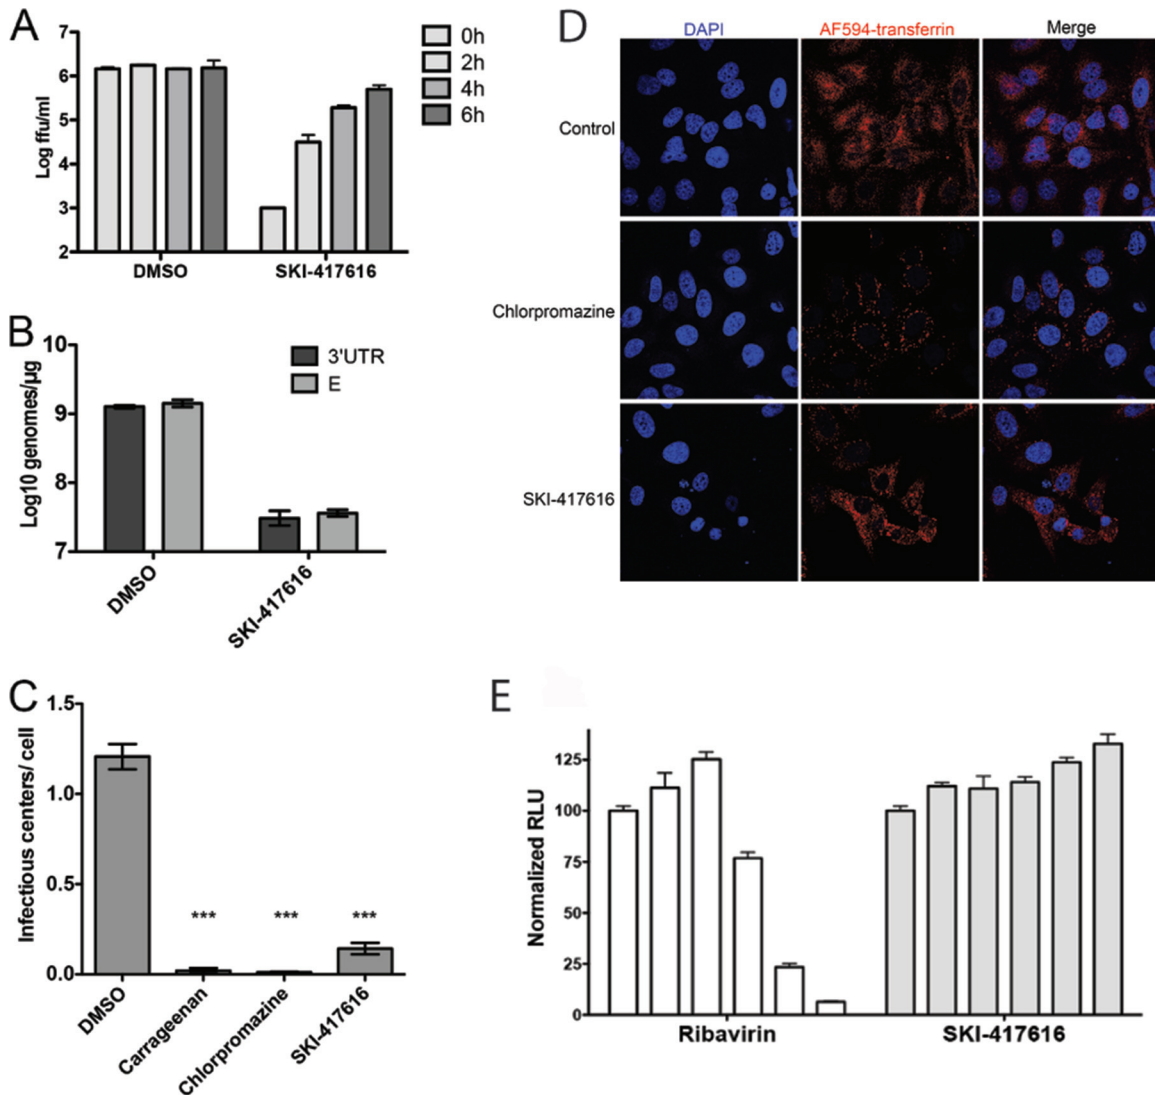 A
7
6
5
4
3
2
Log ffu/ml
0h
2h
4h
6h
DMSO SKI-417616
B
10
9
8
7
Log10 genomes/µg
3'UTR
E
DMSO
SKI-417616
C
1.5
1.0
0.5
0.0
Infectious centers/ cell
*** *** ***
DMSO
Carrageenan
Chlorpromazine
SKI-417616
D
DAPI AF594-transferrin Merge
Control
Chlorpromazine
SKI-417616
E
125
100
75
50
25
0
Normalized RLU
Ribavirin SKI-417616